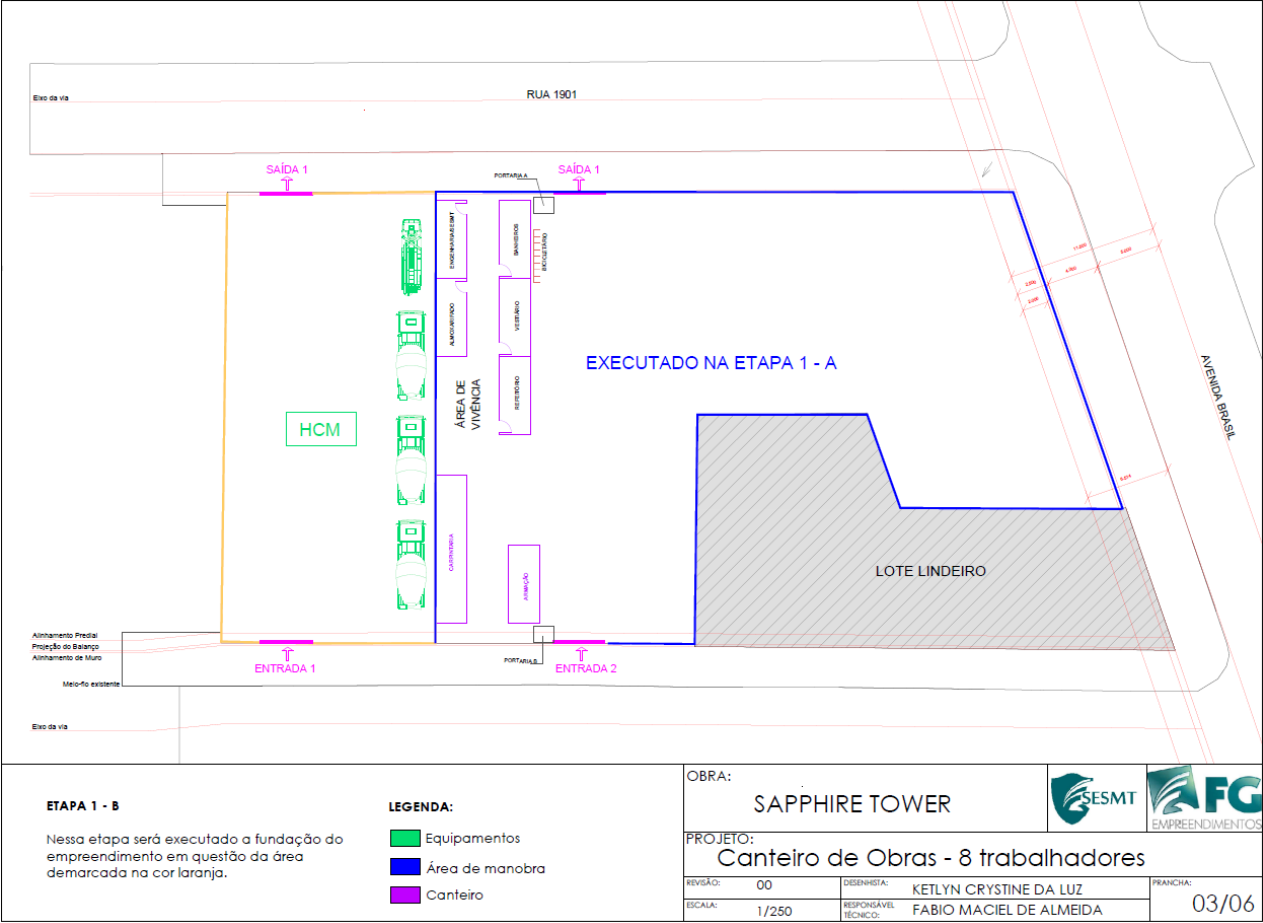 Eixo da via
RUA 1901
SAÍDA 1
SAÍDA 1
PORTARIA A
ENGENHARIA/SESMT
BANHEIROS
BICICLETÁRIO
ALMOXARIFADO
VESTIÁRIO
REFEITÓRIO
ÁREA DE
VIVÊNCIA
EXECUTADO NA ETAPA 1 - A
HCM
AVENIDA BRASIL
CARPINTARIA
ARMAÇÃO
LOTE LINDEIRO
Alinhamento Predial
Projeção do Balanço
Alinhamento de Muro
Meio-fio existente
PORTARIA B
ENTRADA 1
ENTRADA 2
Eixo da via
ETAPA 1 - B
Nessa etapa será executado a fundação do
empreendimento em questão da área
demarcada na cor laranja.
LEGENDA:
Equipamentos
Área de manobra
Canteiro
OBRA:
SAPPHIRE TOWER
SESMT
FG
EMPREENDIMENTOS
PROJETO:
Canteiro de Obras - 8 trabalhadores
REVISÃO:
00
DESENHISTA:
KETLYN CRYSTINE DA LUZ
PRANCHA:
03/06
ESCALA:
1/250
RESPONSÁVEL
TÉCNICO:
FABIO MACIEL DE ALMEIDA